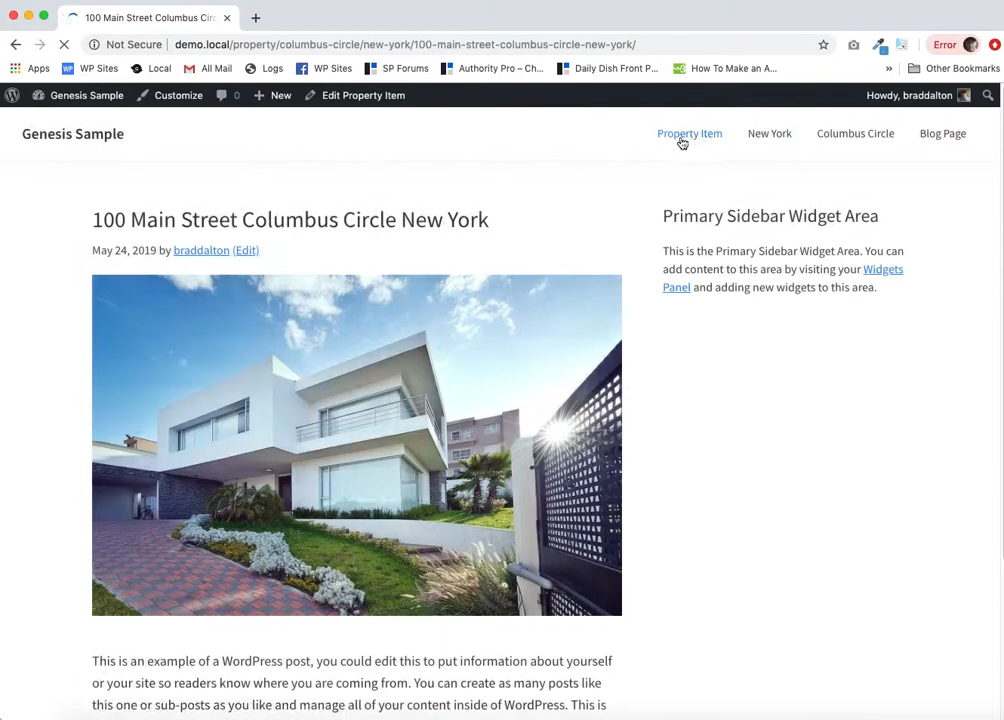 100 Main Street Columbus Circ
Not Secure demo.local/property/columbus-circle/new-york/100-main-street-columbus-circle-new-york/ Error
Apps WP Sites Local All Mail Logs WP Sites SP Forums Authority Pro – Ch... Daily Dish Front P... How To Make an A... » Other Bookmarks
Genesis Sample Customize 0 New Edit Property Item Howdy, braddalton
Genesis Sample Property Item New York Columbus Circle Blog Page
100 Main Street Columbus Circle New York
May 24, 2019 by braddalton (Edit)
This is an example of a WordPress post, you could edit this to put information about yourself
or your site so readers know where you are coming from. You can create as many posts like
this one or sub-posts as you like and manage all of your content inside of WordPress. This is
Primary Sidebar Widget Area
This is the Primary Sidebar Widget Area. You can
add content to this area by visiting your Widgets
Panel and adding new widgets to this area.